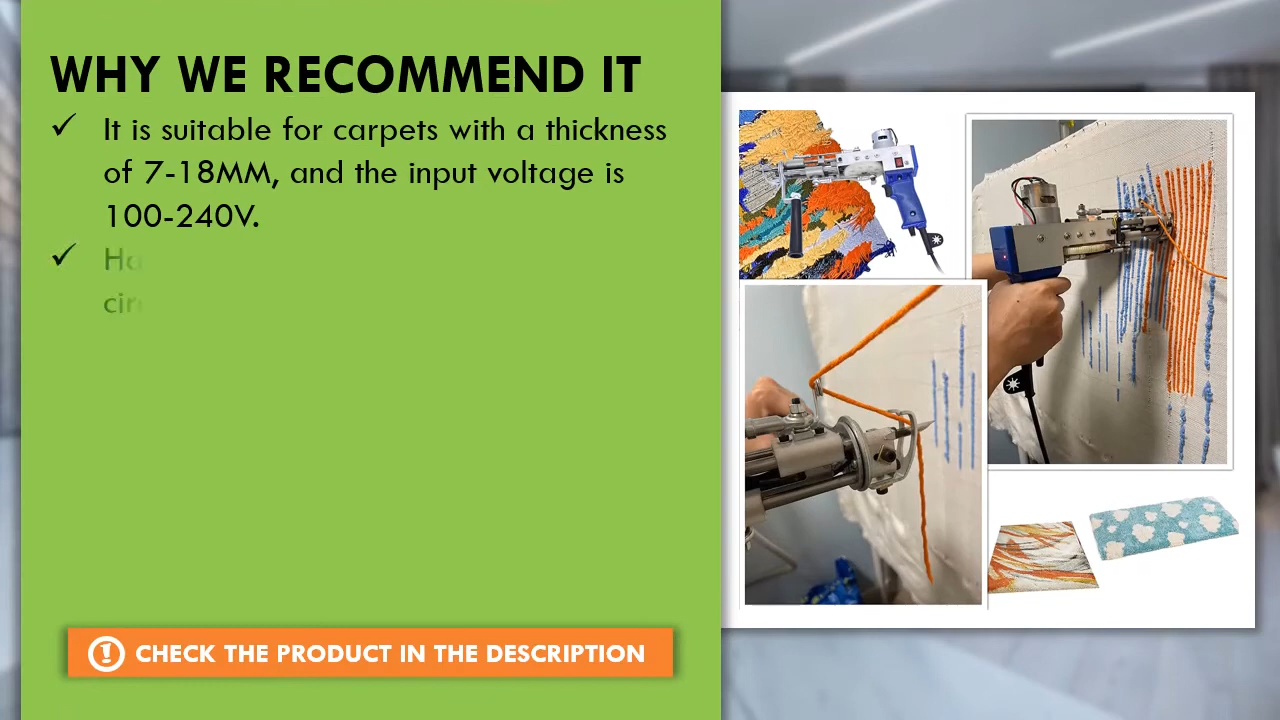 WHY WE RECOMMEND IT
It is suitable for carpets with a thickness
of 7-18MM, and the input voltage is
100-240V.
CHECK THE PRODUCT IN THE DESCRIPTION